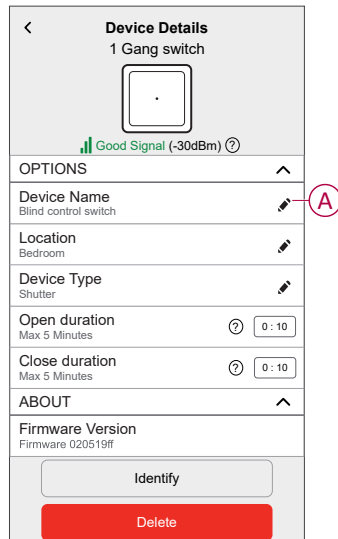 Device Details
1 Gang switch
Good Signal (-30dBm) ?
OPTIONS
Device Name
Blind control switch
A
Location
Bedroom
Device Type
Shutter
Open duration
Max 5 Minutes
? 0 : 10
Close duration
Max 5 Minutes
? 0 : 10
ABOUT
Firmware Version
Firmware 020519ff
Identify
Delete